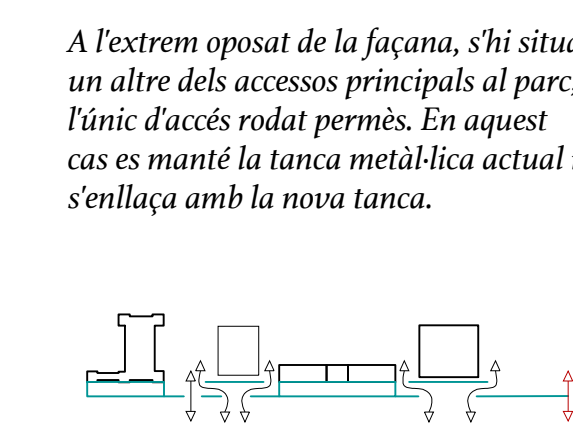 A l'extrem oposat de la façana, s'hi
un altre dels accessos principals al parc,
l'únic d'accés rodat permès. En aquest
cas es manté la tanca metàl·lica actual
s'enllaça amb la nova tanca.